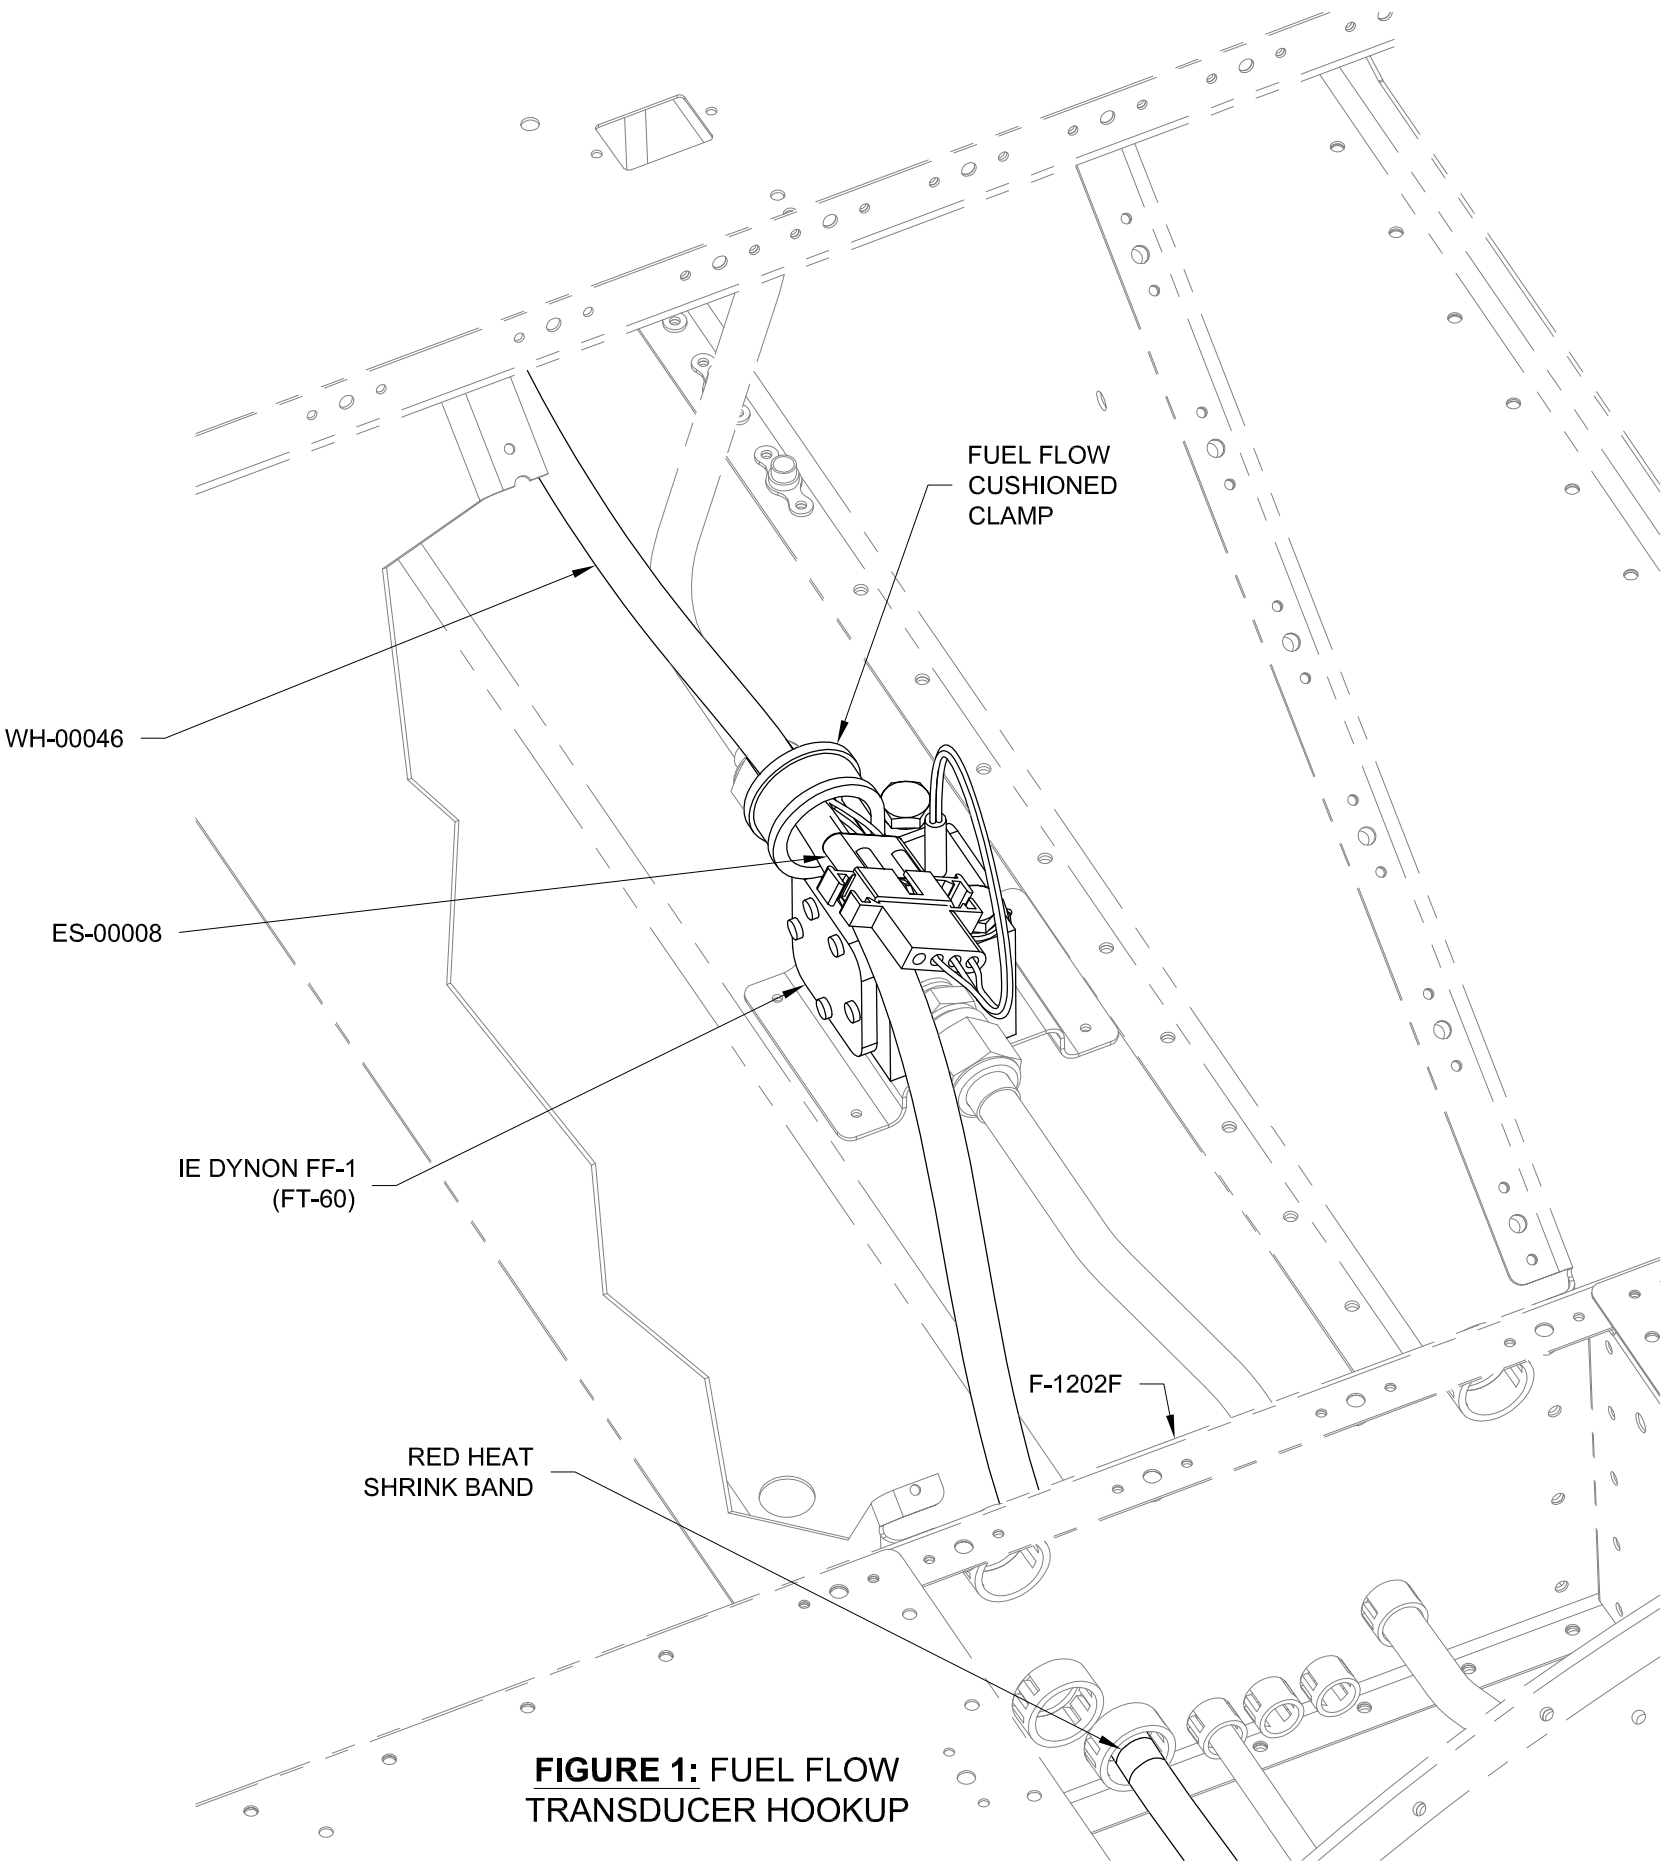 FUEL FLOW
CUSHIONED
CLAMP
WH-00046
ES-00008
IE DYNON FF-1
(FT-60)
F-1202F
RED HEAT
SHRINK BAND
FIGURE 1: FUEL FLOW
TRANSDUCER HOOKUP